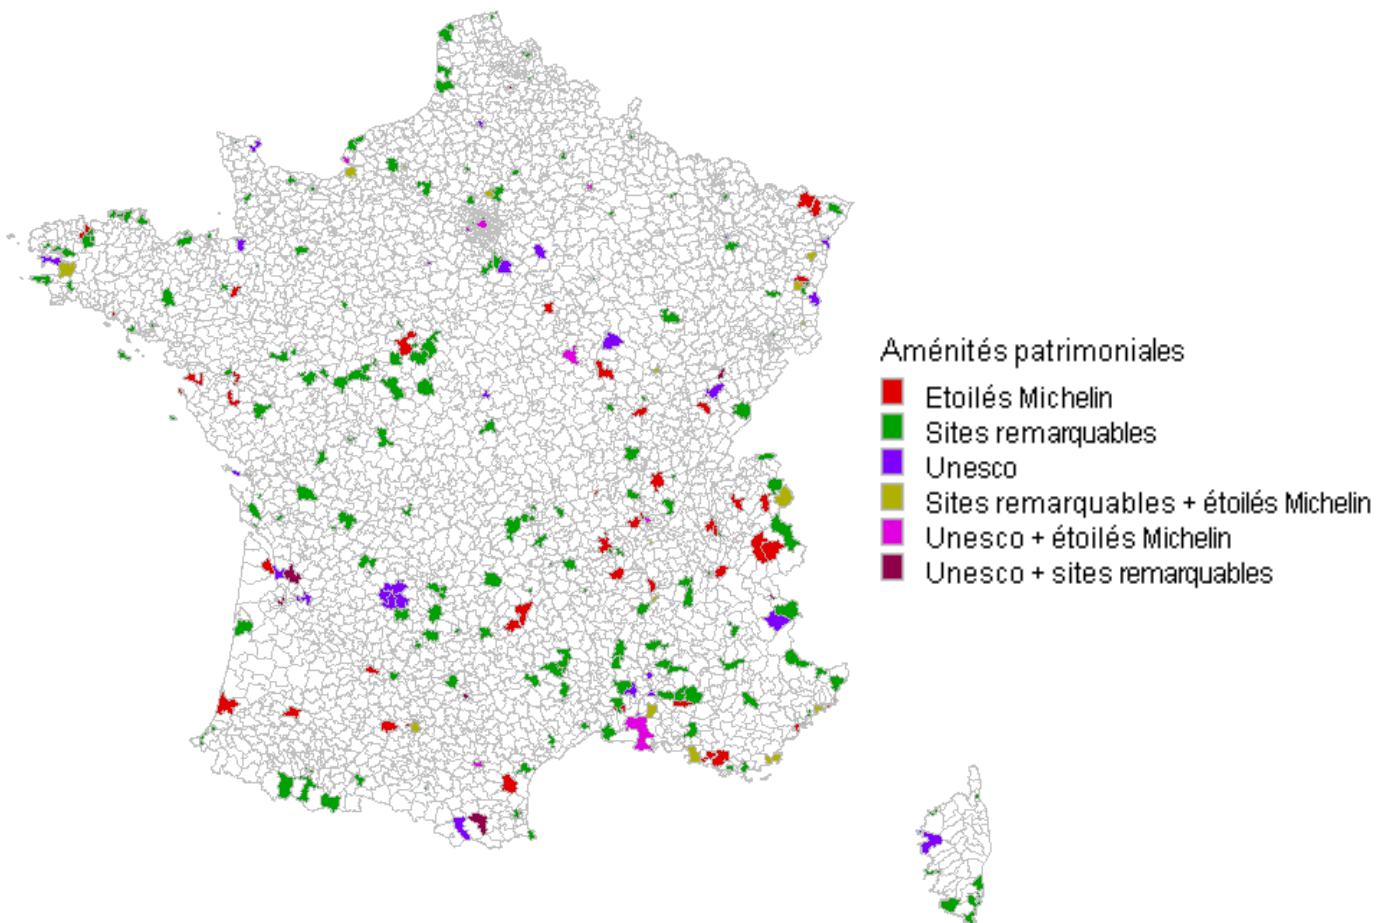 Aménités patrimoniales
Etoilés Michelin
Sites remarquables
Unesco
Sites remarquables + étoilés Michelin
Unesco + étoilés Michelin
Unesco + sites remarquables